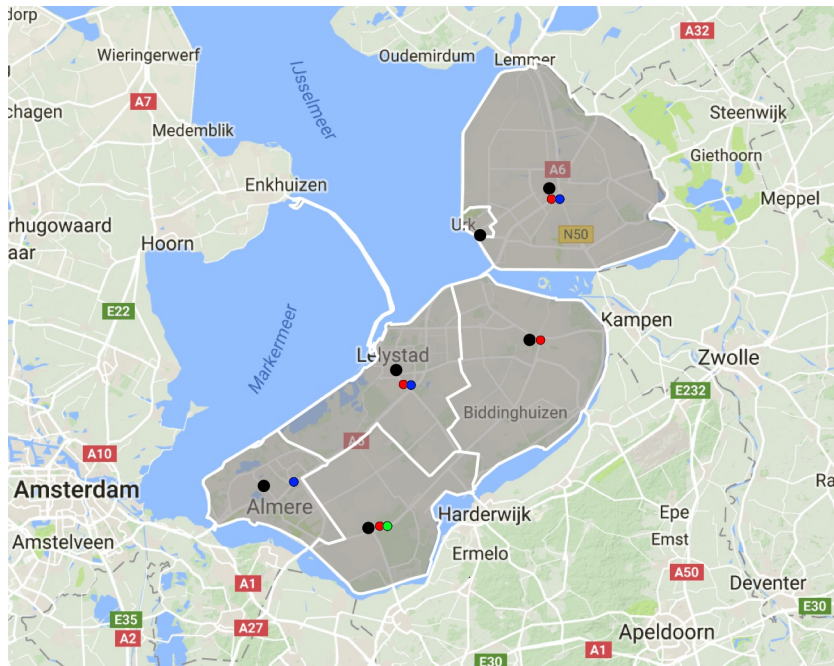 dorp
Oudemirdum
Lemmer
A32
Wieringerwerf
IJsselmeer
A7
chagen
Steenwijk
Medemblik
Giethoorn
A6
Enkhuizen
Meppel
rhugowaard
aar
Urk
N50
Hoorn
E22
Markermeer
Kampen
Lelystad
Zwolle
E232
Biddinghuizen
A6
A10
Amsterdam
Almere
Harderwijk
Ra
Epe
Amstelveen
Emst
Ermelo
A50
A1
Deventer
E35
E30
A2
A27
Apeldoorn
A1
E30